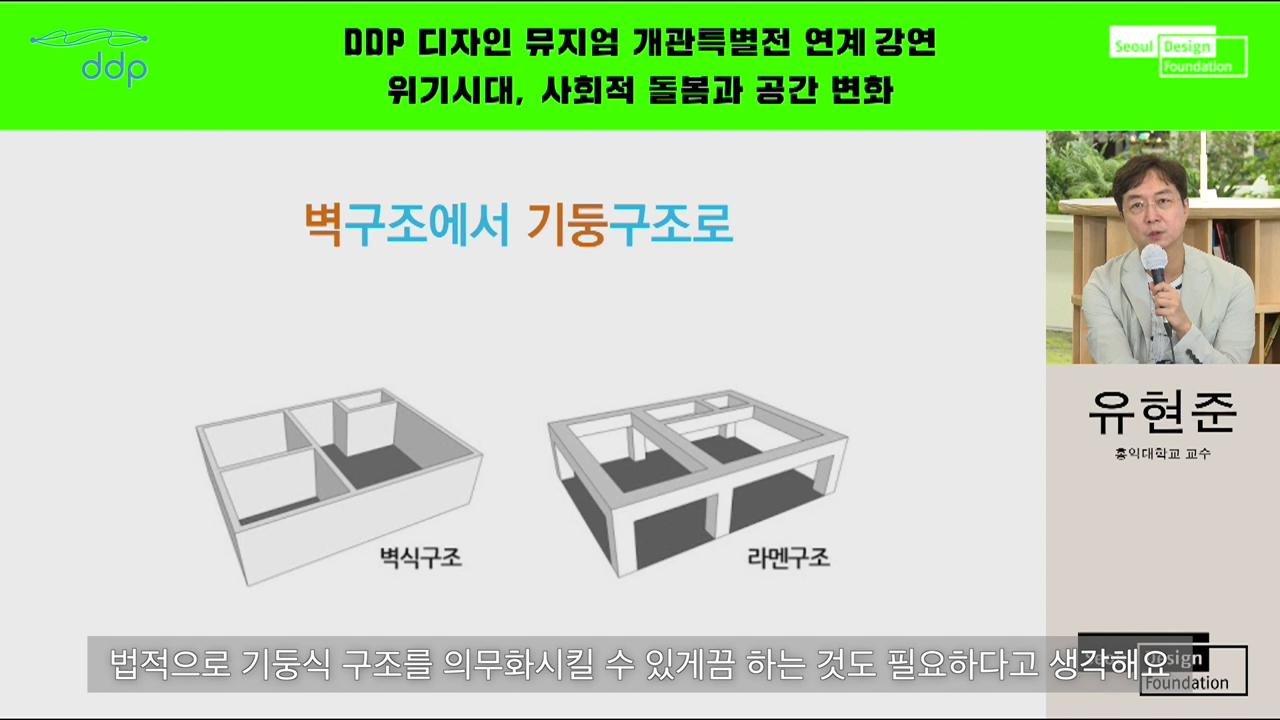 ddp
DDP 디자인 뮤지엄 개관특별전 연계 강연
위기시대, 사회적 돌봄과 공간 변화
Seoul Design
Foundation
벽구조에서 기둥구조로
벽식구조
라멘구조
유현준
홍익대학교 교수
법적으로 기둥식 구조를 의무화시킬 수 있게끔 하는 것도 필요하다고 생각해요
Seoul Design
Foundation